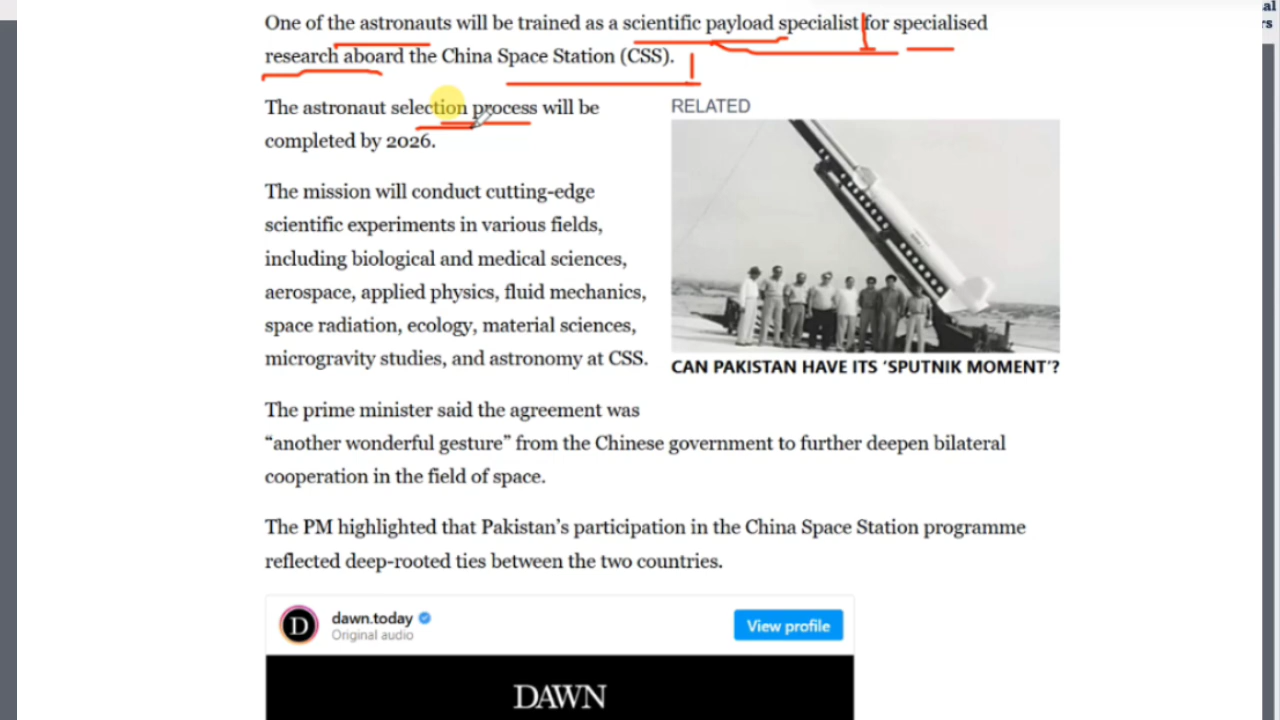 One of the astronauts will be trained as a scientific payload specialist for specialised
research aboard the China Space Station (CSS).
The astronaut selection process will be
completed by 2026.
The mission will conduct cutting-edge
scientific experiments in various fields,
including biological and medical sciences,
aerospace, applied physics, fluid mechanics,
space radiation, ecology, material sciences,
microgravity studies, and astronomy at CSS.
RELATED
CAN PAKISTAN HAVE ITS ‘SPUTNIK MOMENT’?
The prime minister said the agreement was
“another wonderful gesture” from the Chinese government to further deepen bilateral
cooperation in the field of space.
The PM highlighted that Pakistan’s participation in the China Space Station programme
reflected deep-rooted ties between the two countries.
D
dawn.today
Original audio
View profile
DAWN